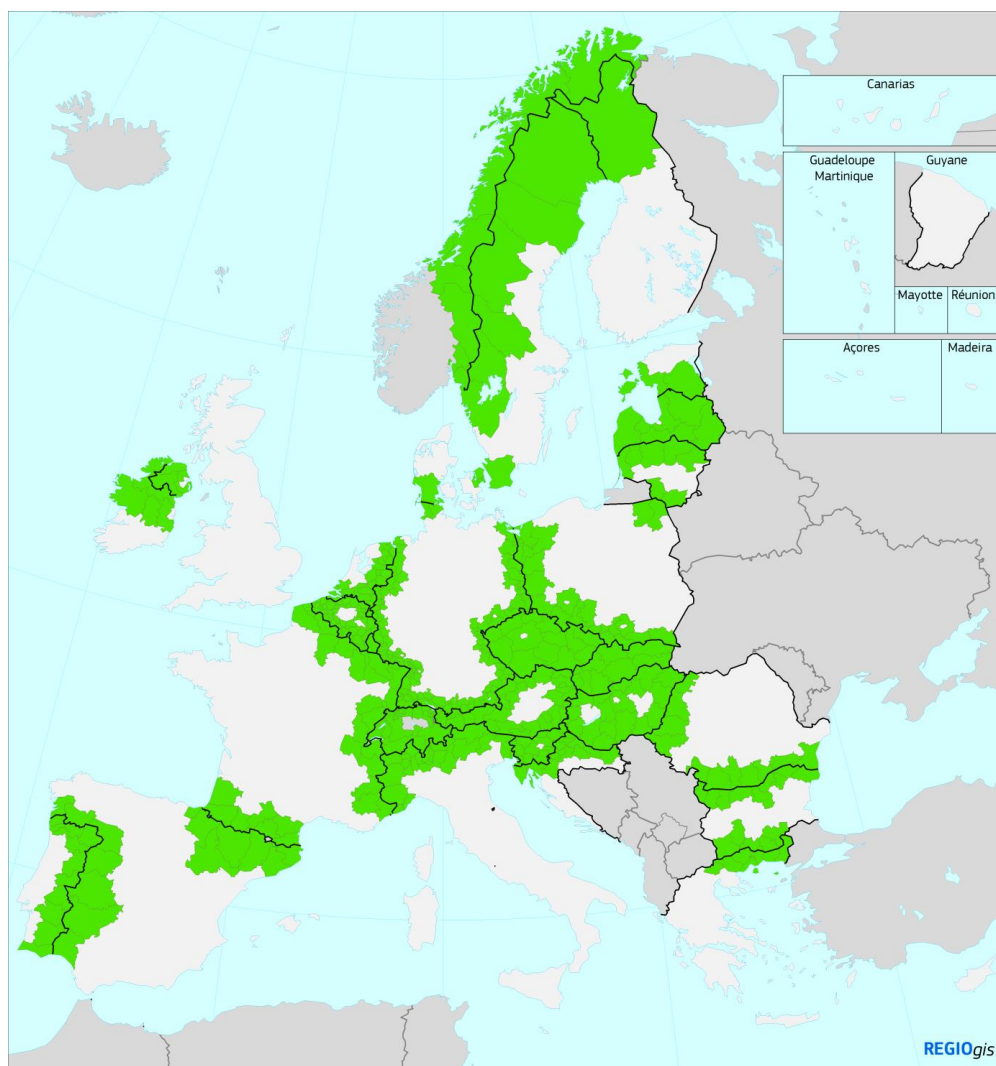 Canarias
Guadeloupe
Martinique
Guyane
Mayotte
Réunion
Açores
Madeira
REGIOgis